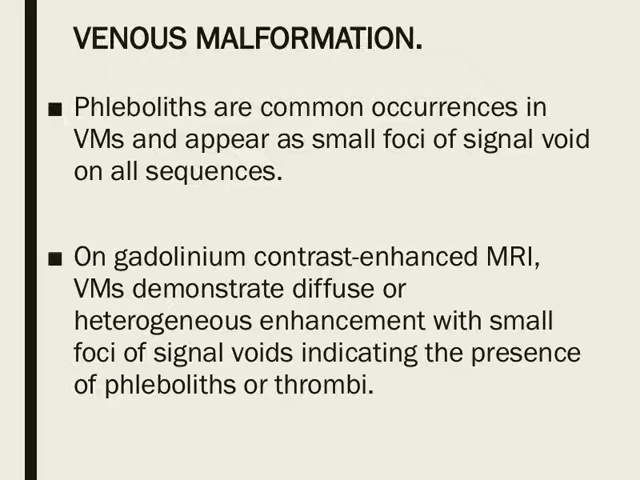 VENOUS MALFORMATION.
■ Phleboliths are common occurrences in
VMs and appear as small foci of signal void
on all sequences.
■ On gadolinium contrast-enhanced MRI,
VMs demonstrate diffuse or
heterogeneous enhancement with small
foci of signal voids indicating the presence
of phleboliths or thrombi.